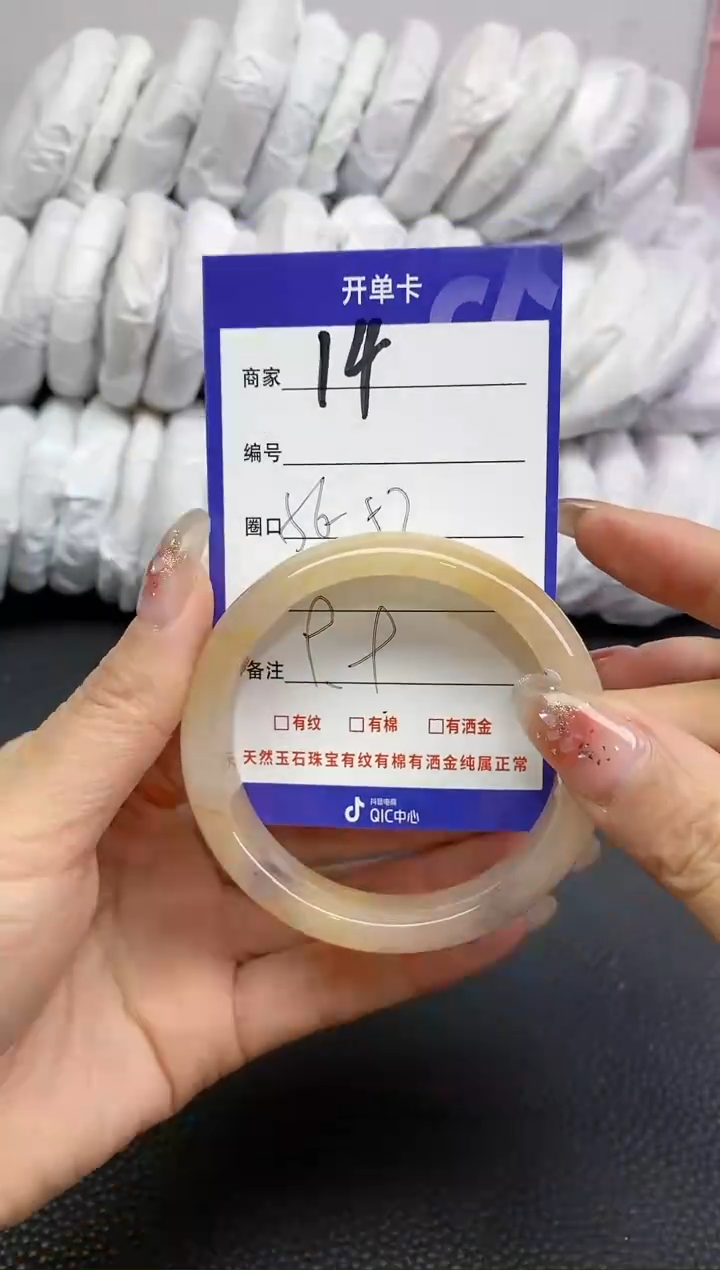 开单卡
商家 14
编号
圈口 56 57
备注
□有纹 □有棉 □有洒金
天然玉石珠宝有纹有棉有洒金纯属正常
抖音电商
QIC中心